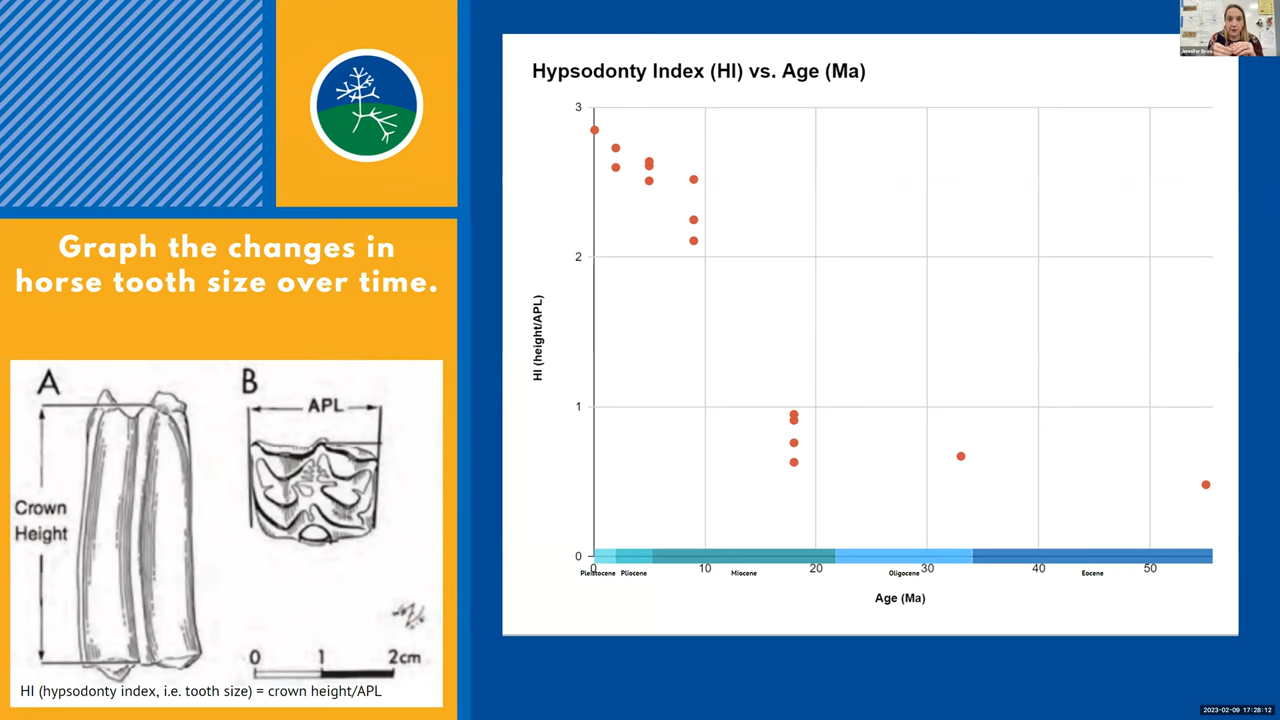 Graph the changes in
horse tooth size over time.
A
B
APL
Crown
Height
0 1 2cm
HI (hypsodonty index, i.e. tooth size) = crown height/APL
Hypsodonty Index (HI) vs. Age (Ma)
3
2
1
0
HI (height/APL)
0 10 20 30 40 50
Pleistocene Pliocene Miocene Oligocene Eocene
Age (Ma)
2023-02-09 17:28:12